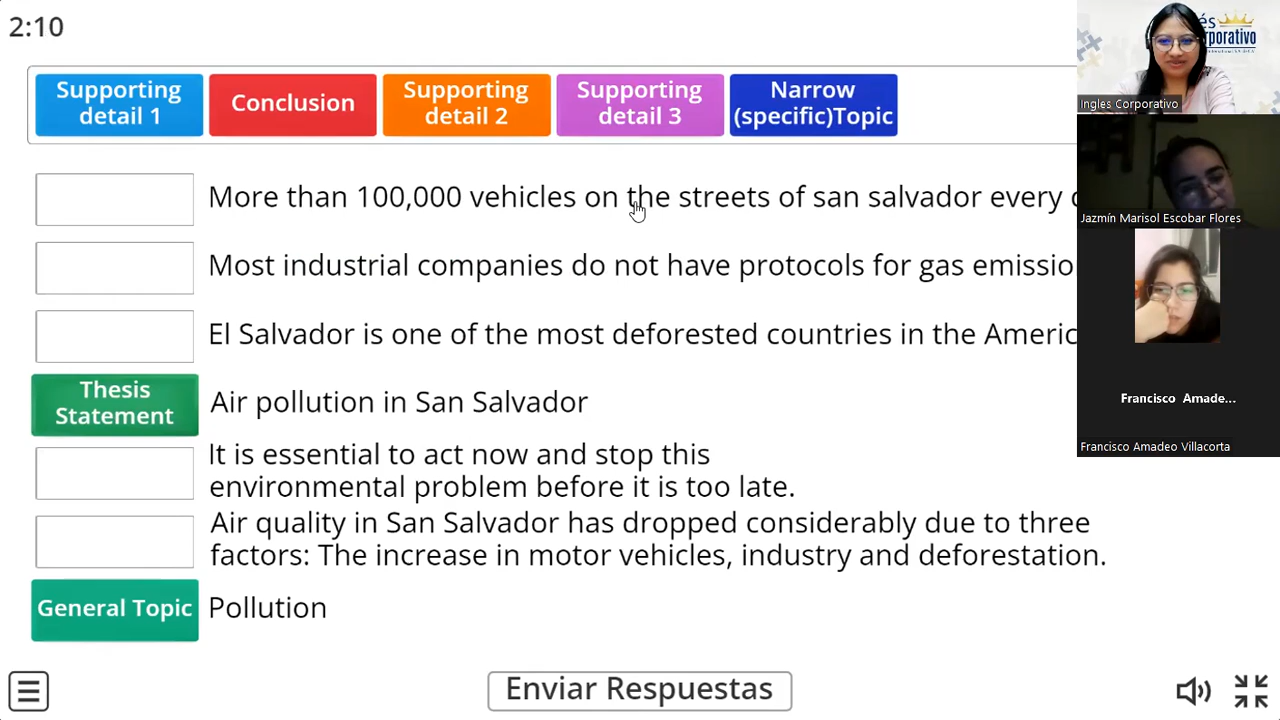 2:10
Supporting
detail 1
Conclusion
Supporting
detail 2
Supporting
detail 3
Narrow
(specific)Topic
More than 100,000 vehicles on the streets of san salvador every
Most industrial companies do not have protocols for gas emissio
El Salvador is one of the most deforested countries in the Americ
Thesis
Statement
Air pollution in San Salvador
It is essential to act now and stop this
environmental problem before it is too late.
Air quality in San Salvador has dropped considerably due to three
factors: The increase in motor vehicles, industry and deforestation.
General Topic
Pollution
Enviar Respuestas
és
rporativo
Ingles Corporativo
Jazmín Marisol Escobar Flores
Francisco Amade...
Francisco Amadeo Villacorta